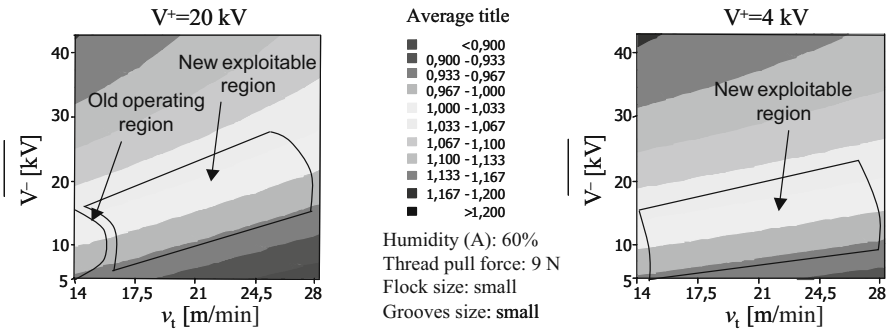 V⁺=20 kV
V⁻ [kV]
40
30
20
10
5
14
17,5
21
24,5
28
νt [m/min]
Old operating
region
New exploitable
region
Average title
<0,900
0,900 -0,933
0,933 -0,967
0,967 -1,000
1,000 -1,033
1,033 -1,067
1,067 -1,100
1,100 -1,133
1,133 -1,167
1,167 -1,200
>1,200
Humidity (A): 60%
Thread pull force: 9 N
Flock size: small
Grooves size: small
V⁺=4 kV
V⁻ [kV]
40
30
20
10
5
14
17,5
21
24,5
28
νt [m/min]
New exploitable
region